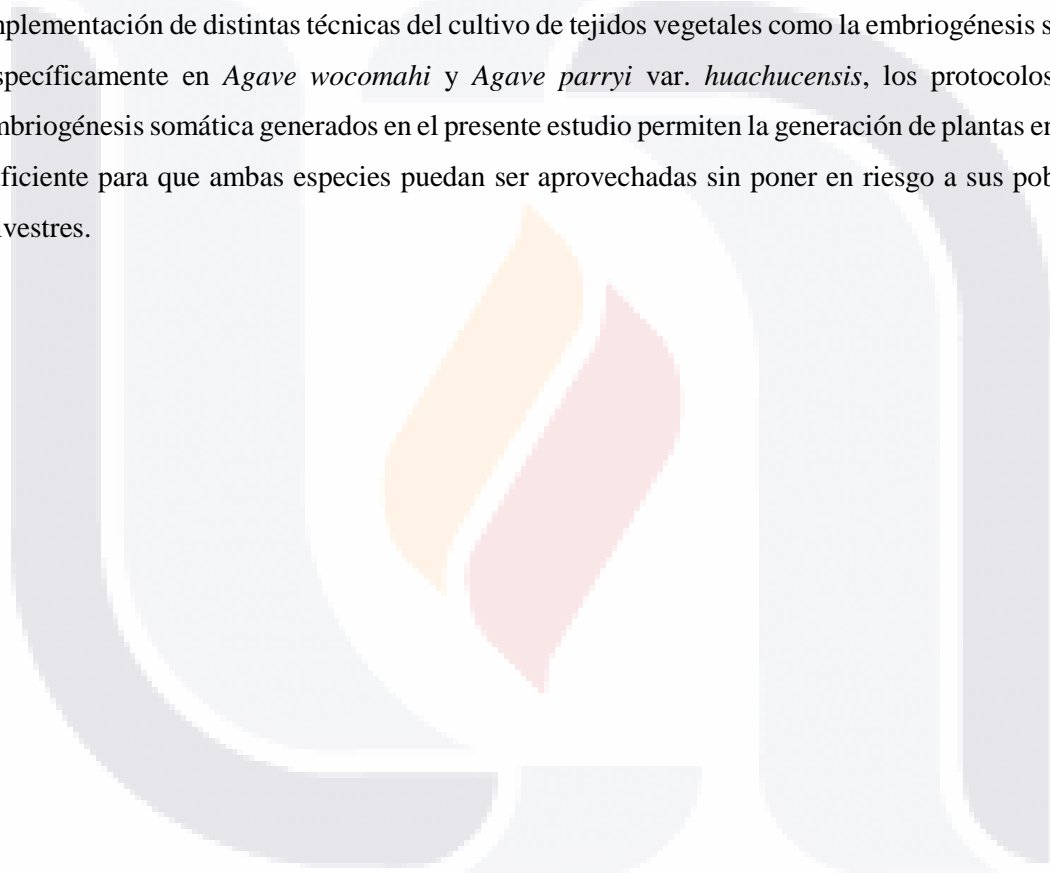 mplementación de distintas técnicas del cultivo de tejidos vegetales como la embriogénesis s
specíficamente en Agave wocomahi y Agave parryi var. huachucensis, los protocolos
mbriogénesis somática generados en el presente estudio permiten la generación de plantas en
ficiente para que ambas especies puedan ser aprovechadas sin poner en riesgo a sus pob
lvestres.